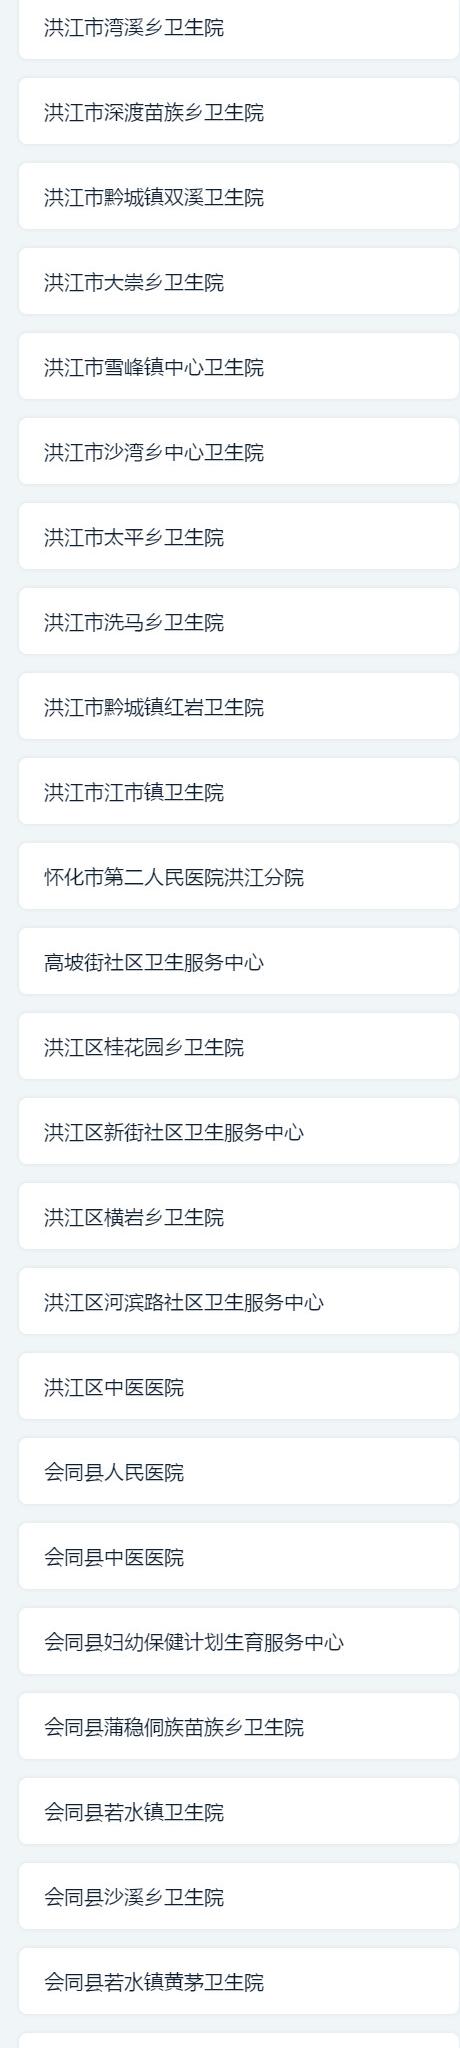 洪江市湾溪乡卫生院
洪江市深渡苗族乡卫生院
洪江市黔城镇双溪卫生院
洪江市大崇乡卫生院
洪江市雪峰镇中心卫生院
洪江市沙湾乡中心卫生院
洪江市太平乡卫生院
洪江市洗马乡卫生院
洪江市黔城镇红岩卫生院
洪江市江市镇卫生院
怀化市第二人民医院洪江分院
高坡街社区卫生服务中心
洪江区桂花园乡卫生院
洪江区新街社区卫生服务中心
洪江区横岩乡卫生院
洪江区河滨路社区卫生服务中心
洪江区中医医院
会同县人民医院
会同县中医医院
会同县妇幼保健计划生育服务中心
会同县蒲稳侗族苗族乡卫生院
会同县若水镇卫生院
会同县沙溪乡卫生院
会同县若水镇黄茅卫生院